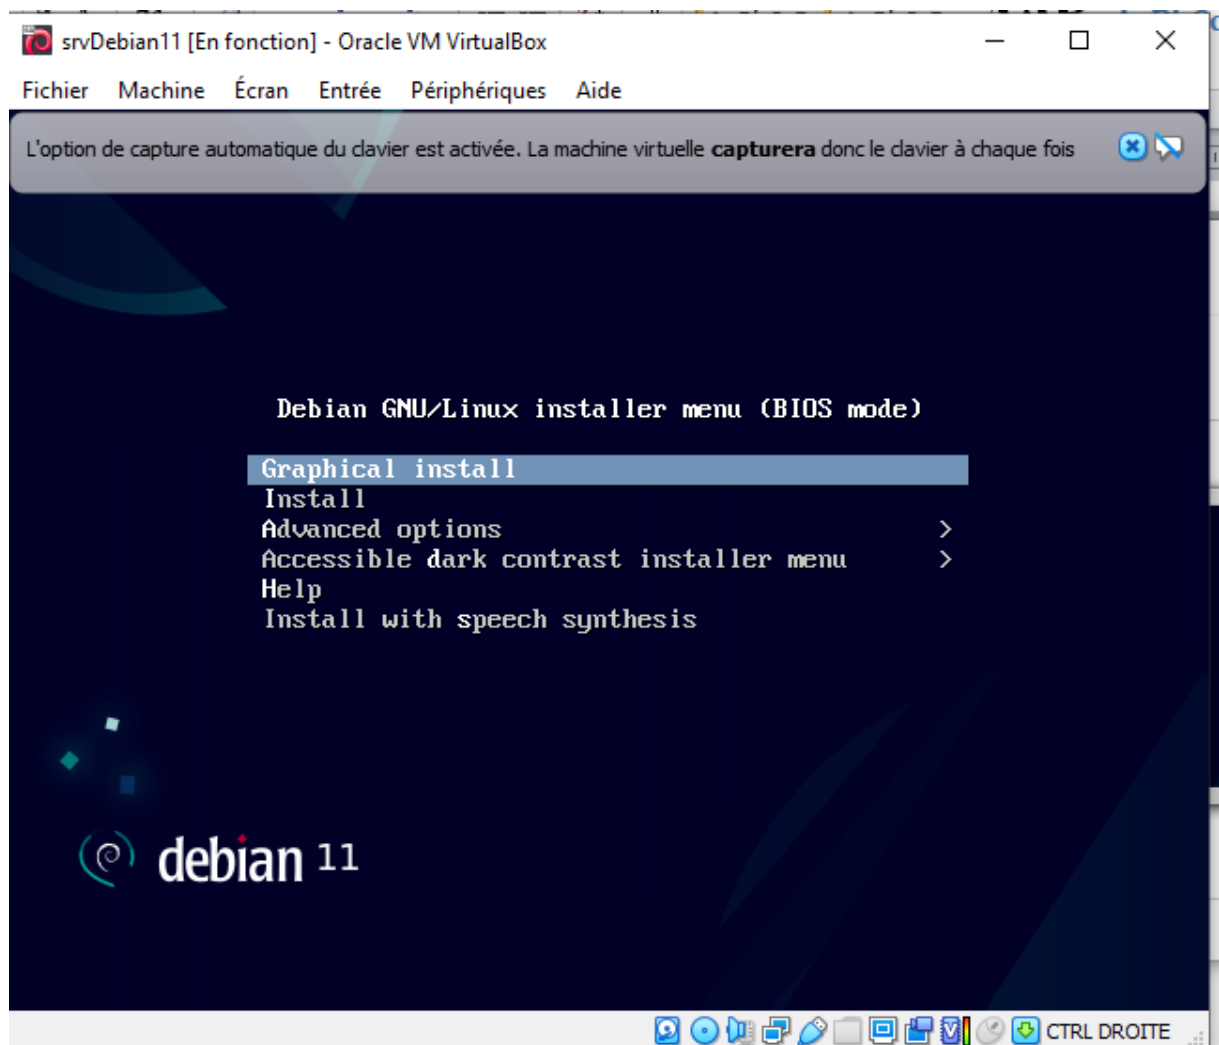 srvDebian11 [En fonction] - Oracle VM VirtualBox
Fichier Machine Écran Entrée Périphériques Aide
L'option de capture automatique du clavier est activée. La machine virtuelle capturera donc le clavier à chaque fois
Debian GNU/Linux installer menu (BIOS mode)
Graphical install
Install
Advanced options >
Accessible dark contrast installer menu >
Help
Install with speech synthesis
debian 11
CTRL DROITE